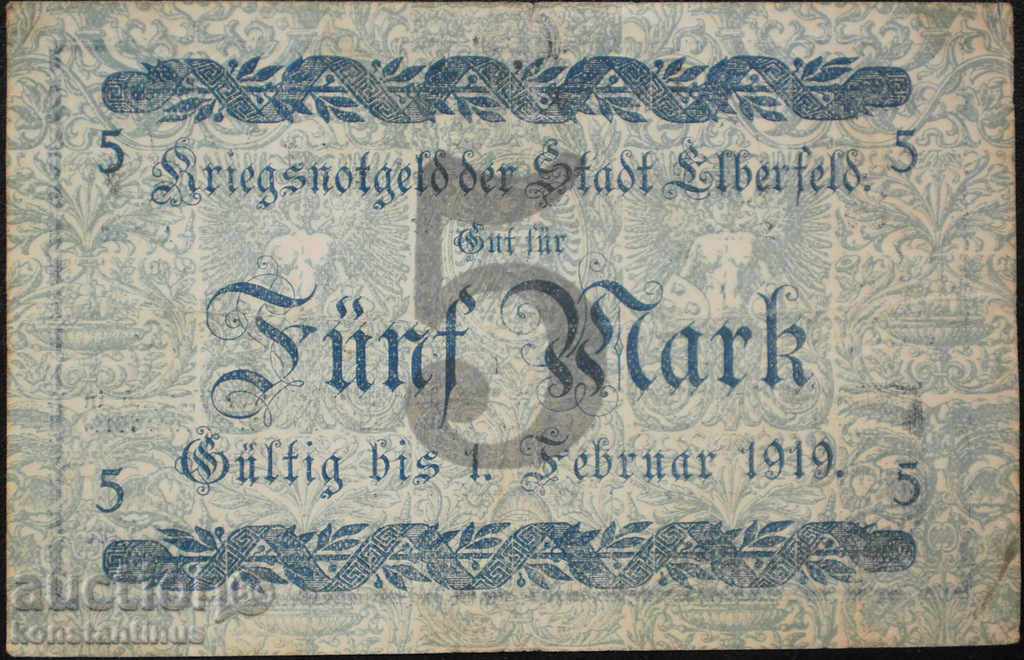 5 5
Kriegsnotgeld der Stadt Elberfeld.
Gut für
5
Fünf Mark
Gültig bis 1. Februar 1919.
5 5
auction
konstantinus